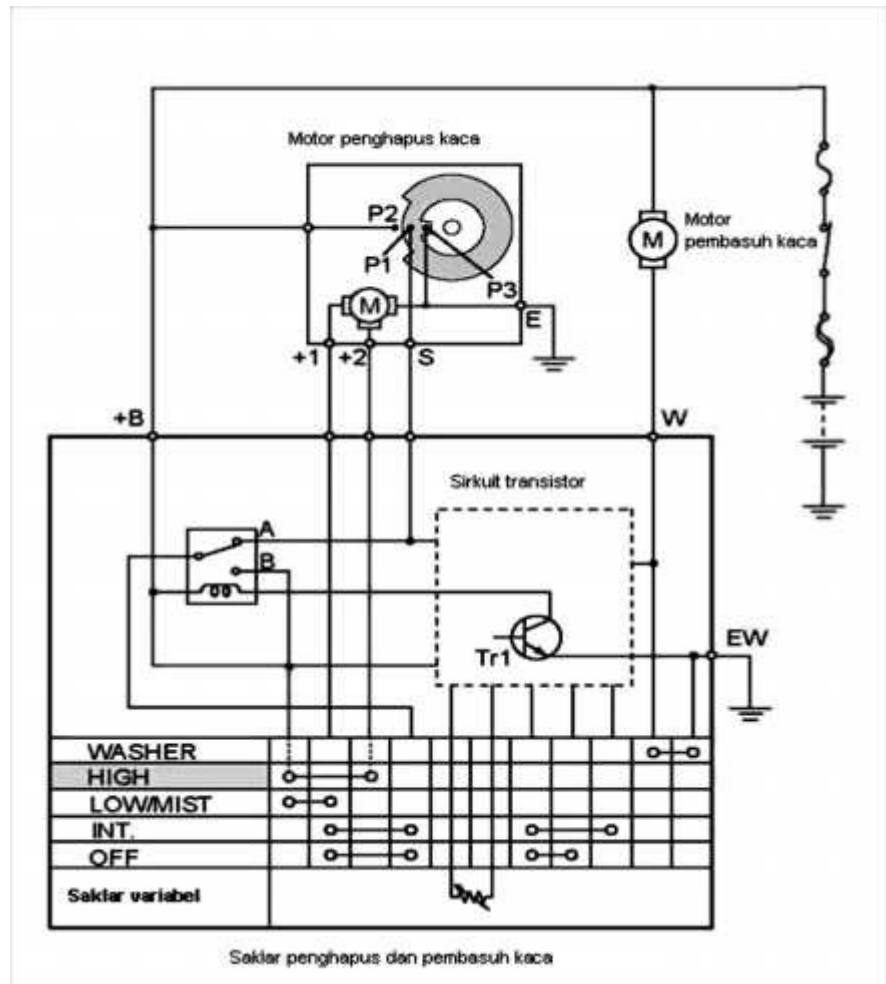 Motor penghapus kaca
P2
P1
P3
M
E
+1
+2
S
Motor
pembasuh kaca
M
+B
W
Sirkuit transistor
A
B
Tr1
EW
WASHER
HIGH
LOW/MIST
INT.
OFF
Saklar variabel
Saklar penghapus dan pembasuh kaca